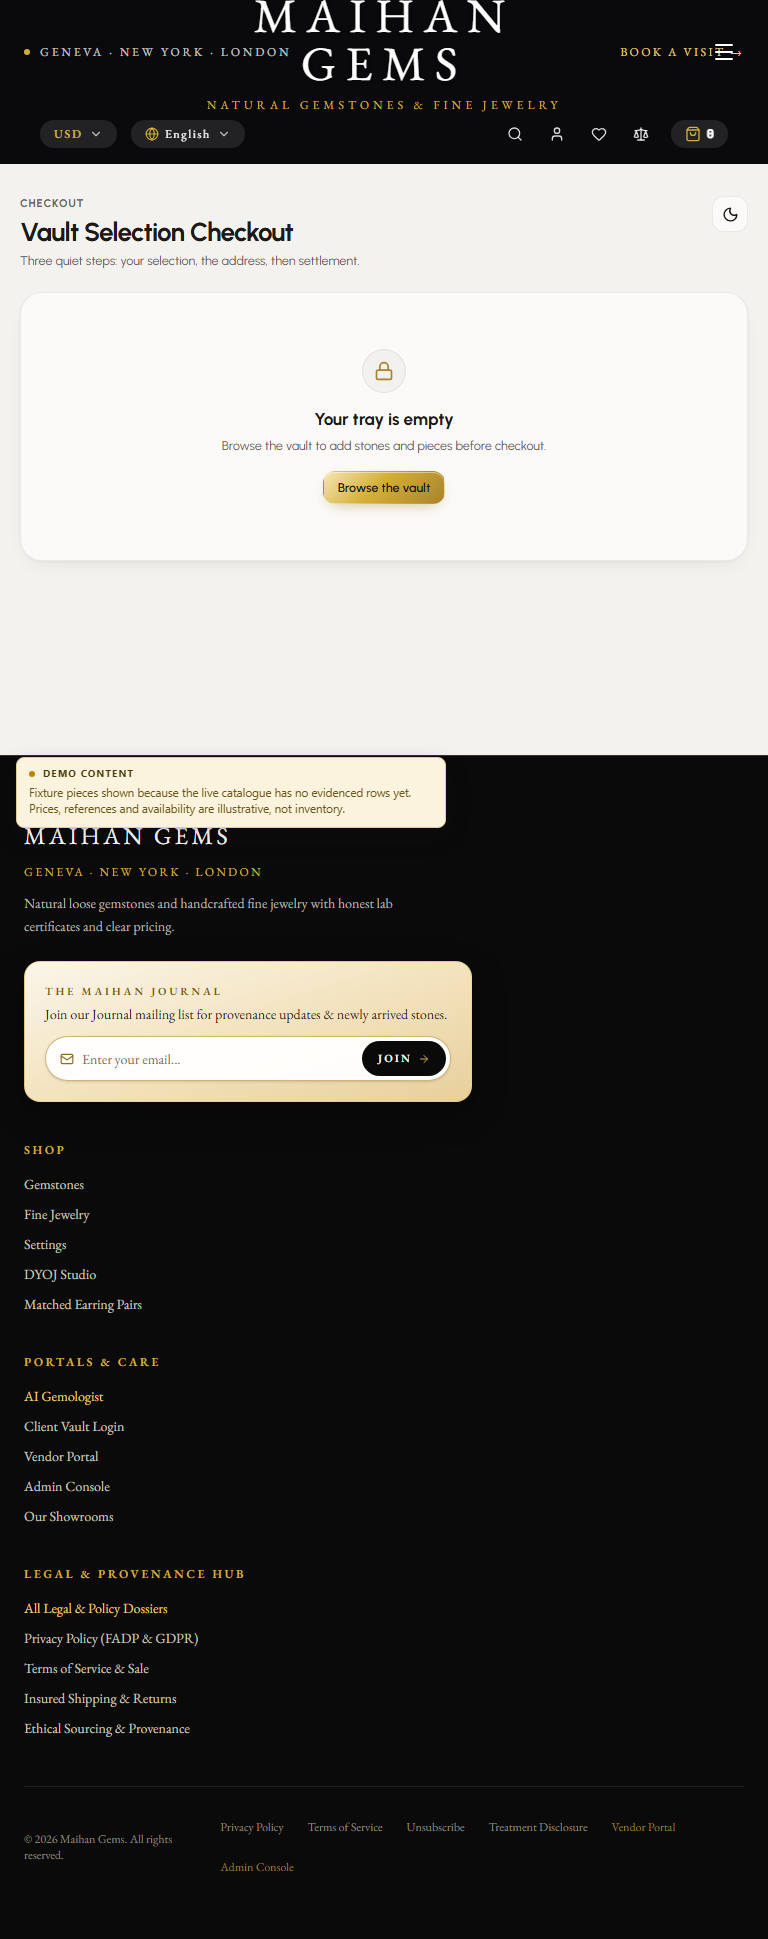 MAIHAN
GEMS
GENEVA · NEW YORK · LONDON
BOOK A VISIT →
NATURAL GEMSTONES & FINE JEWELRY
USD
English
0
CHECKOUT
Vault Selection Checkout
Three quiet steps: your selection, the address, then settlement.
Your tray is empty
Browse the vault to add stones and pieces before checkout.
Browse the vault
DEMO CONTENT
Fixture pieces shown because the live catalogue has no evidenced rows yet.
Prices, references and availability are illustrative, not inventory.
MAIHAN GEMS
GENEVA · NEW YORK · LONDON
Natural loose gemstones and handcrafted fine jewelry with honest lab
certificates and clear pricing.
THE MAIHAN JOURNAL
Join our Journal mailing list for provenance updates & newly arrived stones.
Enter your email...
JOIN →
SHOP
Gemstones
Fine Jewelry
Settings
DYOJ Studio
Matched Earring Pairs
PORTALS & CARE
AI Gemologist
Client Vault Login
Vendor Portal
Admin Console
Our Showrooms
LEGAL & PROVENANCE HUB
All Legal & Policy Dossiers
Privacy Policy (FADP & GDPR)
Terms of Service & Sale
Insured Shipping & Returns
Ethical Sourcing & Provenance
© 2026 Maihan Gems. All rights
reserved.
Privacy Policy
Terms of Service
Unsubscribe
Treatment Disclosure
Vendor Portal
Admin Console